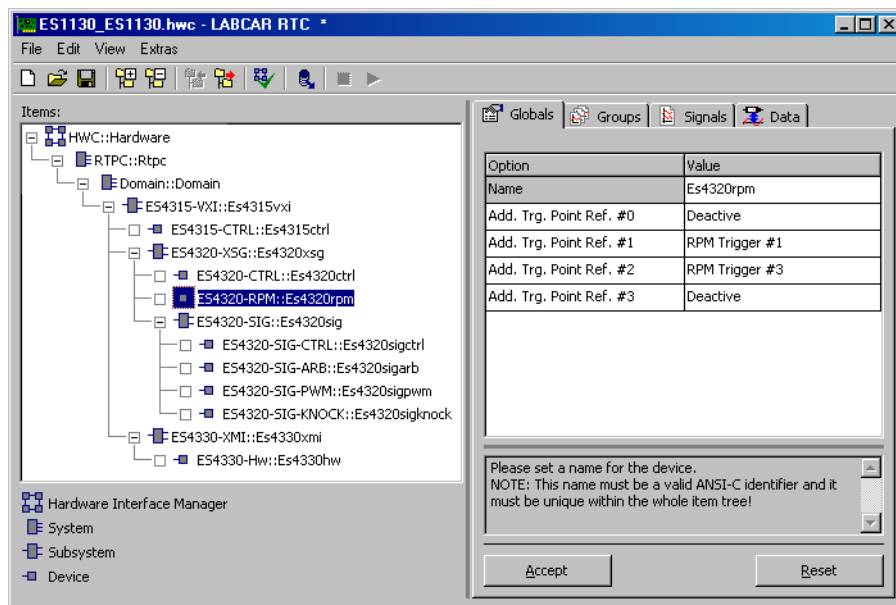 ES1130_ES1130.hwc - LABCAR RTC *
File Edit View Extras
Items:
HWC::Hardware
RTPC::Rtpc
Domain::Domain
ES4315-VXI::Es4315vxi
ES4315-CTRL::Es4315ctrl
ES4320-XSG::Es4320xsg
ES4320-CTRL::Es4320ctrl
ES4320-RPM::Es4320rpm
ES4320-SIG::Es4320sig
ES4320-SIG-CTRL::Es4320sigctrl
ES4320-SIG-ARB::Es4320sigarb
ES4320-SIG-PWM::Es4320sigpwm
ES4320-SIG-KNOCK::Es4320sigknock
ES4330-XMI::Es4330xmi
ES4330-Hw::Es4330hw
Hardware Interface Manager
System
Subsystem
Device
Globals Groups Signals Data
Option Value
Name Es4320rpm
Add. Trg. Point Ref. #0 Deactive
Add. Trg. Point Ref. #1 RPM Trigger #1
Add. Trg. Point Ref. #2 RPM Trigger #3
Add. Trg. Point Ref. #3 Deactive
Please set a name for the device.
NOTE: This name must be a valid ANSI-C identifier and it
must be unique within the whole item tree!
Accept Reset